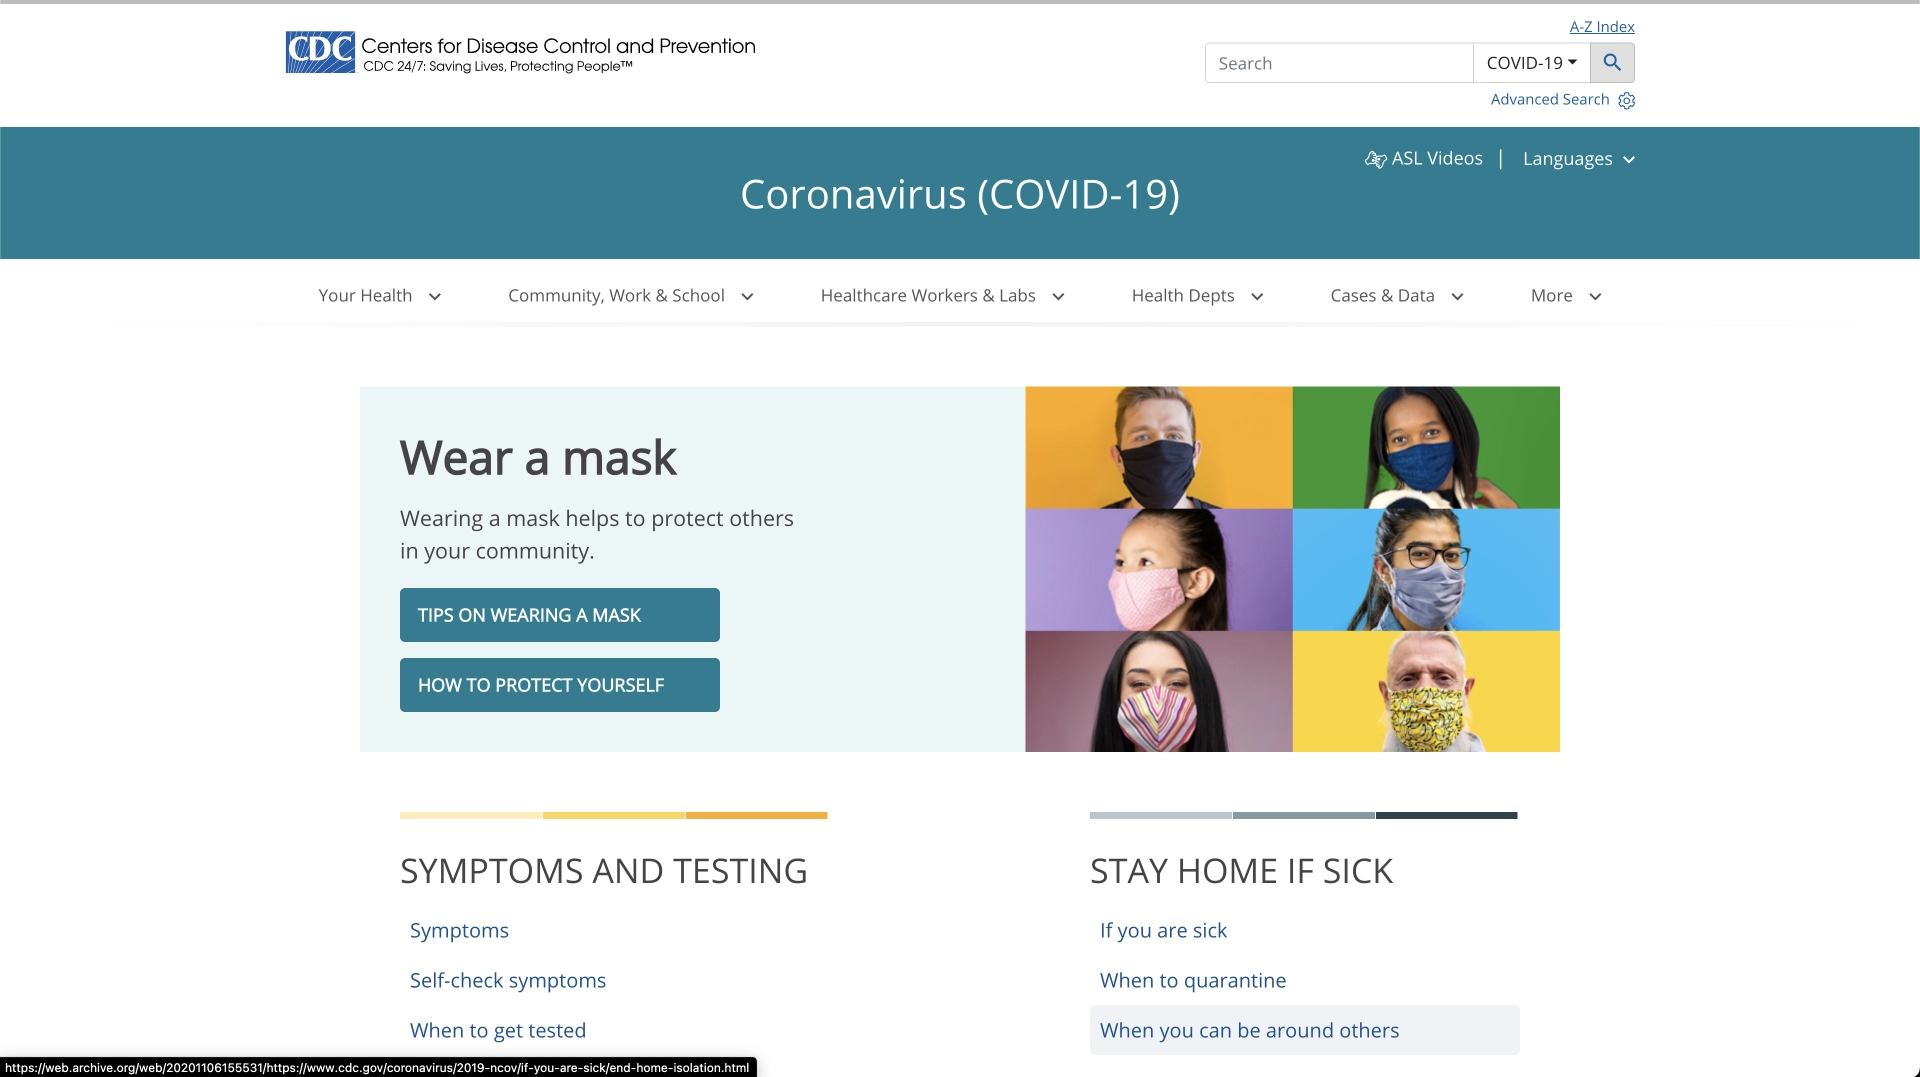 A-Z Index
CDC Centers for Disease Control and Prevention
CDC 24/7: Saving Lives, Protecting People™
Search
COVID-19
Advanced Search
ASL Videos | Languages
Coronavirus (COVID-19)
Your Health Community, Work & School Healthcare Workers & Labs Health Depts Cases & Data More
Wear a mask
Wearing a mask helps to protect others
in your community.
TIPS ON WEARING A MASK
HOW TO PROTECT YOURSELF
SYMPTOMS AND TESTING
Symptoms
Self-check symptoms
When to get tested
STAY HOME IF SICK
If you are sick
When to quarantine
When you can be around others
https://web.archive.org/web/20201106155531/https://www.cdc.gov/coronavirus/2019-ncov/if-you-are-sick/end-home-isolation.html